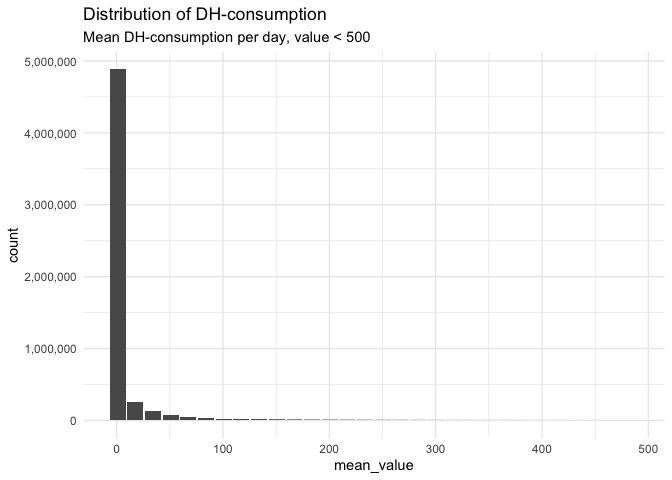 Distribution of DH-consumption
Mean DH-consumption per day, value < 500
5,000,000
4,000,000
3,000,000
2,000,000
1,000,000
0
count
0 100 200 300 400 500
mean_value